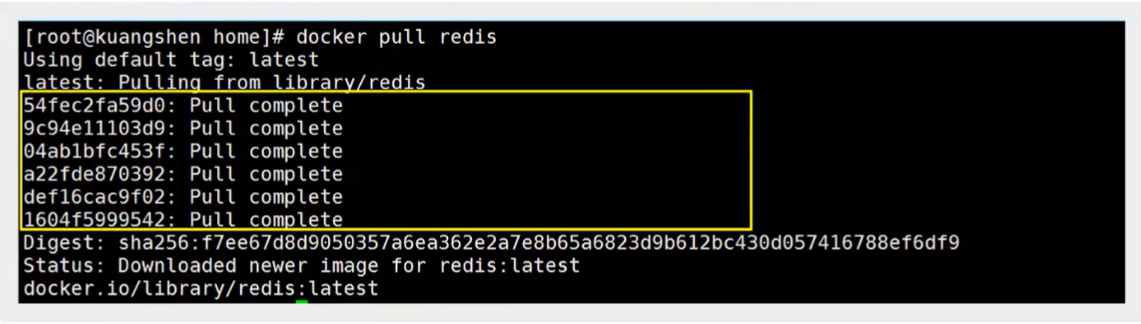 [root@kuangshen home]# docker pull redis
Using default tag: latest
latest: Pulling from library/redis
54fec2fa59d0: Pull complete
9c94e11103d9: Pull complete
04ab1bfc453f: Pull complete
a22fde870392: Pull complete
def16cac9f02: Pull complete
1604f5999542: Pull complete
Digest: sha256:f7ee67d8d9050357a6ea362e2a7e8b65a6823d9b612bc430d057416788ef6df9
Status: Downloaded newer image for redis:latest
docker.io/library/redis:latest